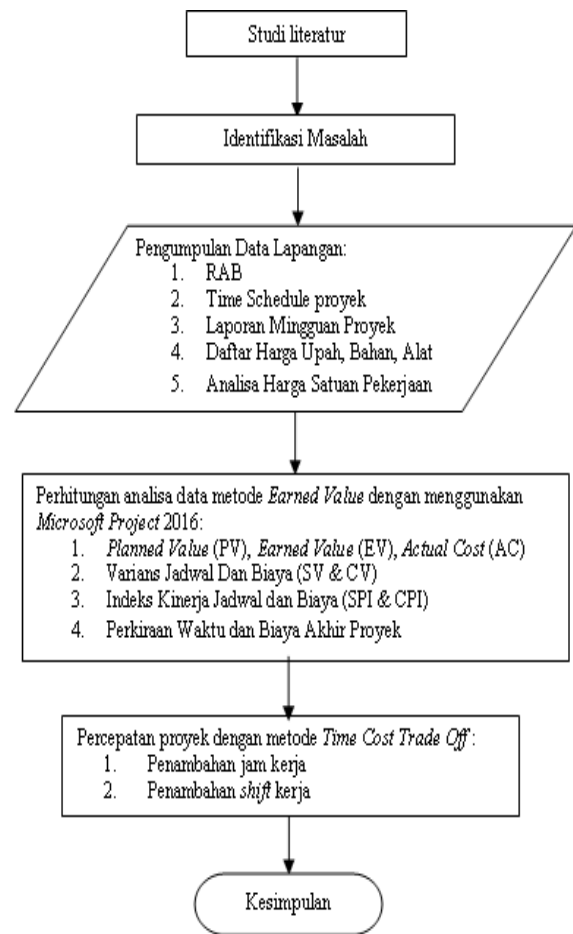 Studi literatur
Identifikasi Masalah
Pengumpulan Data Lapangan:
1. RAB
2. Time Schedule proyek
3. Laporan Mingguan Proyek
4. Daftar Harga Upah, Bahan, Alat
5. Analisa Harga Satuan Pekerjaan
Perhitungan analisa data metode Earned Value dengan menggunakan
Microsoft Project 2016:
1. Planned Value (PV), Earned Value (EV), Actual Cost (AC)
2. Varians Jadwal Dan Biaya (SV & CV)
3. Indeks Kinerja Jadwal dan Biaya (SPI & CPI)
4. Perkiraan Waktu dan Biaya Akhir Proyek
Percepatan proyek dengan metode Time Cost Trade Off :
1. Penambahan jam kerja
2. Penambahan shift kerja
Kesimpulan